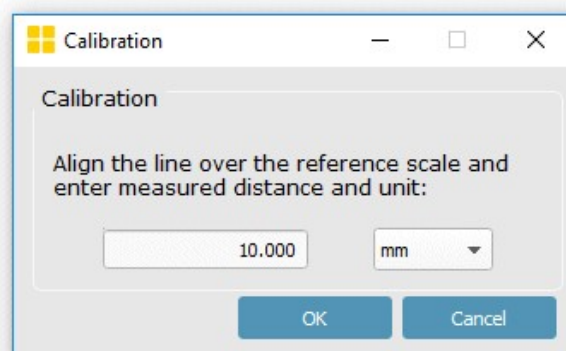 Calibration
Calibration
Align the line over the reference scale and
enter measured distance and unit:
10.000 mm
OK Cancel